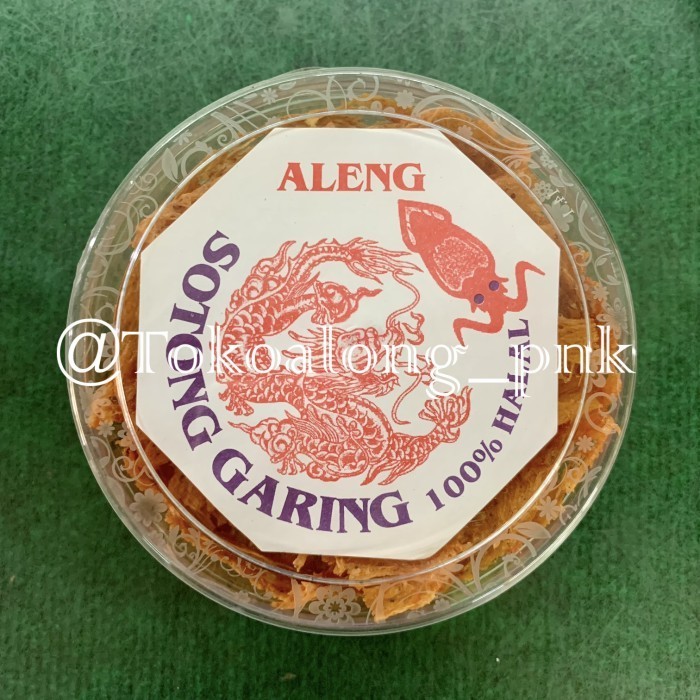 ALENG
SOTONG GARING 100% HALAL
@Tokoalong_pnk